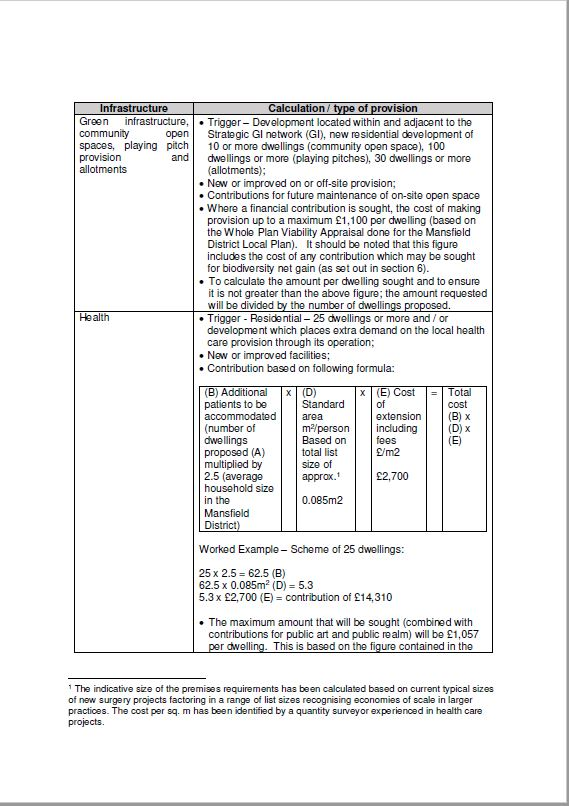 Infrastructure
Calculation / type of provision
Green infrastructure,
community open
spaces, playing pitch
provision and
allotments
• Trigger – Development located within and adjacent to the
Strategic GI network (GI), new residential development of
10 or more dwellings (community open space), 100
dwellings or more (playing pitches), 30 dwellings or more
(allotments);
• New or improved on or off-site provision;
• Contributions for future maintenance of on-site open space
• Where a financial contribution is sought, the cost of making
provision up to a maximum £1,100 per dwelling (based on
the Whole Plan Viability Appraisal done for the Mansfield
District Local Plan). It should be noted that this figure
includes the cost of any contribution which may be sought
for biodiversity net gain (as set out in section 6).
• To calculate the amount per dwelling sought and to ensure
it is not greater than the above figure; the amount requested
will be divided by the number of dwellings proposed.
Health
• Trigger - Residential – 25 dwellings or more and / or
development which places extra demand on the local health
care provision through its operation;
• New or improved facilities;
• Contribution based on following formula:
(B) Additional
patients to be
accommodated
(number of
dwellings
proposed (A)
multiplied by
2.5 (average
household size
in the
Mansfield
District)
x
(D)
Standard
area
m²/person
Based on
total list
size of
approx.¹
0.085m2
x
(E) Cost
of
extension
including
fees
£/m2
£2,700
=
Total
cost
(B) x
(D) x
(E)
Worked Example – Scheme of 25 dwellings:
25 x 2.5 = 62.5 (B)
62.5 x 0.085m² (D) = 5.3
5.3 x £2,700 (E) = contribution of £14,310
• The maximum amount that will be sought (combined with
contributions for public art and public realm) will be £1,057
per dwelling. This is based on the figure contained in the
¹ The indicative size of the premises requirements has been calculated based on current typical sizes
of new surgery projects factoring in a range of list sizes recognising economies of scale in larger
practices. The cost per sq. m has been identified by a quantity surveyor experienced in health care
projects.